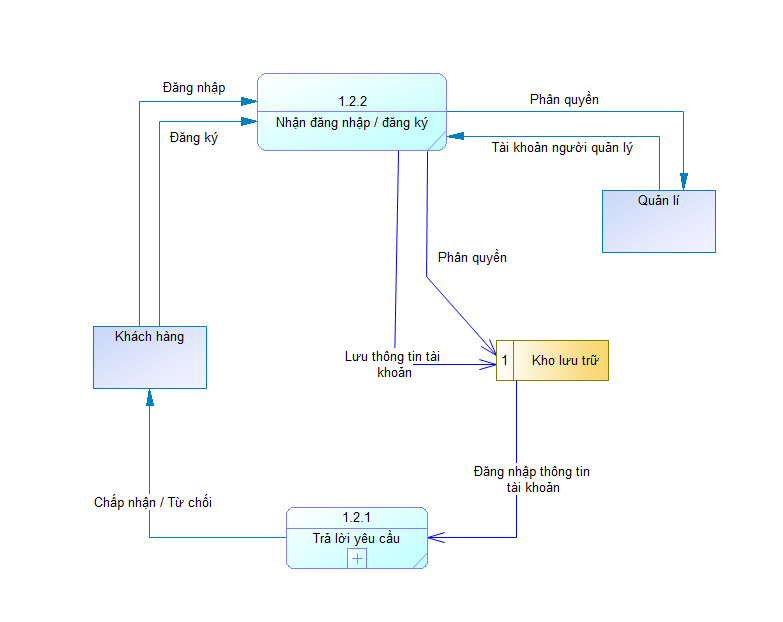 Đăng nhập
1.2.2
Nhận đăng nhập / đăng ký
Phân quyền
Đăng ký
Tài khoản người quản lý
Quản lí
Phân quyền
Khách hàng
Lưu thông tin tài
khoản
1
Kho lưu trữ
Đăng nhập thông tin
tài khoản
Chấp nhận / Từ chối
1.2.1
Trả lời yêu cầu